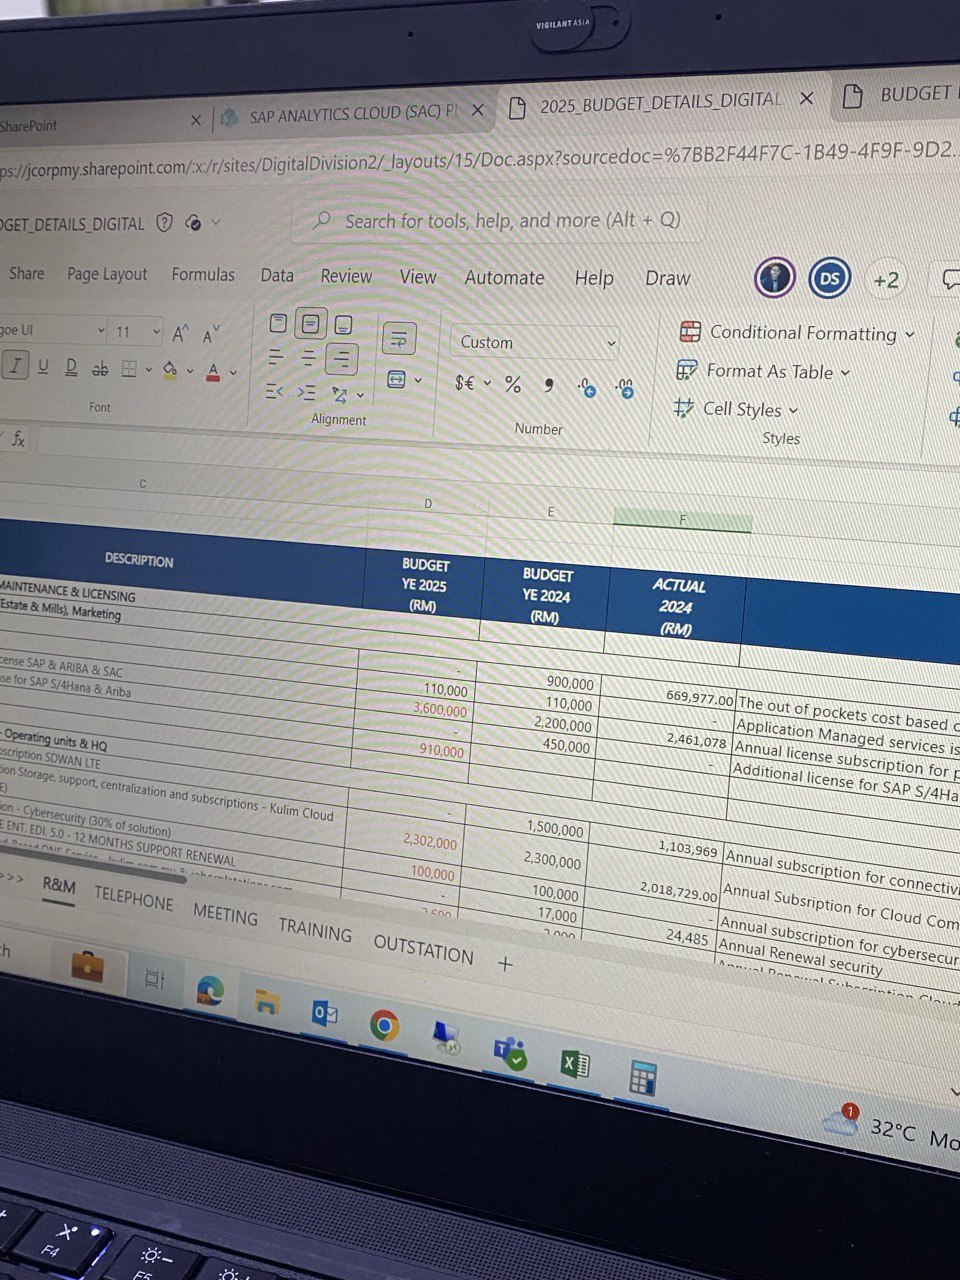 VIGILANT ASIA
SharePoint
SAP ANALYTICS CLOUD (SAC) P
2025_BUDGET_DETAILS_DIGITAL
BUDGET
ps://jcorpmy.sharepoint.com/:x:/r/sites/DigitalDivision2/_layouts/15/Doc.aspx?sourcedoc=%7BB2F44F7C-1B49-4F9F-9D2...
DGET_DETAILS_DIGITAL
Search for tools, help, and more (Alt + Q)
Share Page Layout Formulas Data Review View Automate Help Draw
DS +2
goe UI 11 A^ A˅
Custom
Conditional Formatting
I U D ab A
$€ % 9 .0 .00
Format As Table
Cell Styles
Font Alignment Number Styles
fx
C D E F
DESCRIPTION
BUDGET
YE 2025
(RM)
BUDGET
YE 2024
(RM)
ACTUAL
2024
(RM)
MAINTENANCE & LICENSING
Estate & Mills), Marketing
cense SAP & ARIBA & SAC - 900,000 669,977.00 The out of pockets cost based c
se for SAP S/4Hana & Ariba 110,000 110,000 - Application Managed services is
3,600,000 2,200,000 2,461,078 Annual license subscription for p
- 450,000 Additional license for SAP S/4Ha
- Operating units & HQ 910,000
bscription SDWAN LTE
ion Storage, support, centralization and subscriptions - Kulim Cloud
E)
- 1,500,000 1,103,969 Annual subscription for connectivi
2,302,000 2,300,000 2,018,729.00 Annual Subsription for Cloud Com
ion - Cybersecurity (30% of solution) 100,000 100,000 - Annual subscription for cybersecur
E ENT. EDI. 5.0 - 12 MONTHS SUPPORT RENEWAL - 17,000 24,485 Annual Renewal security
>>> R&M TELEPHONE MEETING TRAINING OUTSTATION +
ch
1
32°C Mo
F4
F5